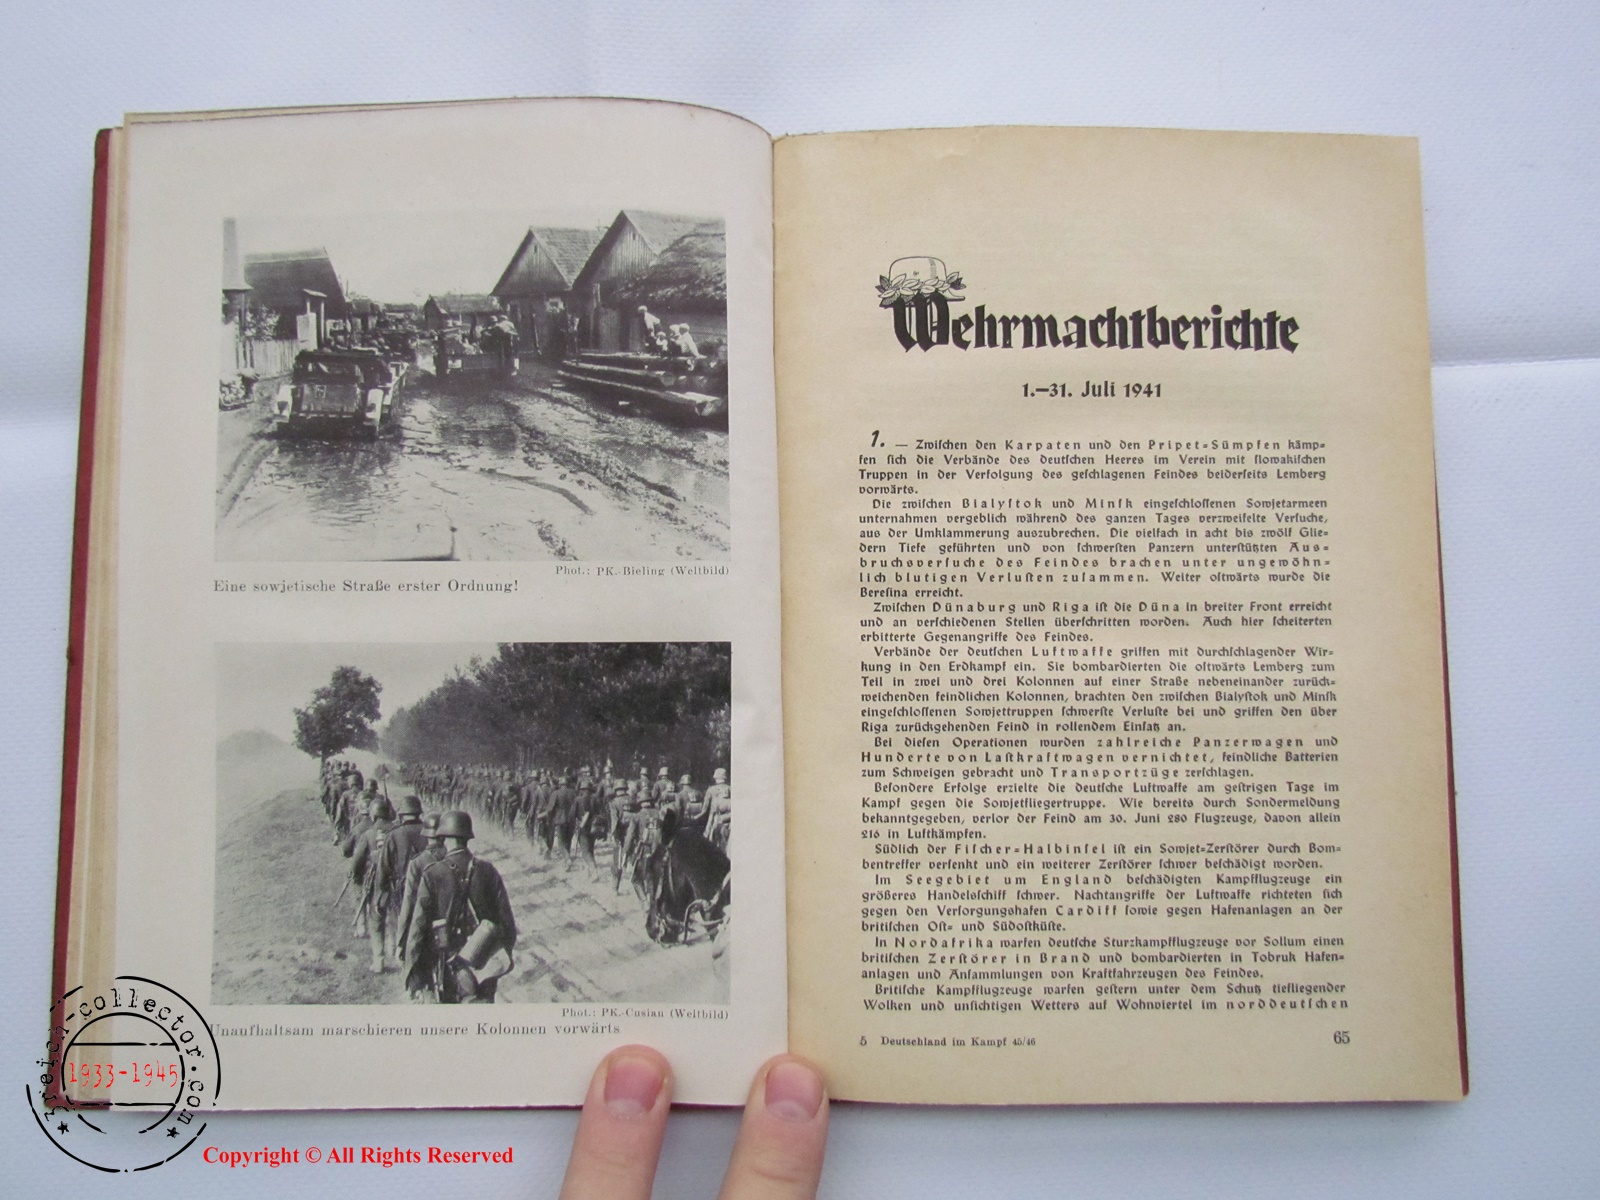 Phot.: PK.-Bieling (Weltbild)
Eine sowjetische Straße erster Ordnung!
Phot.: PK.-Cusian (Weltbild)
Unaufhaltsam marschieren unsere Kolonnen vorwärts
Wehrmachtberichte
1.—31. Juli 1941
1. — Zwischen den Karpaten und den Pripet-Sümpfen kämp-
fen sich die Verbände des deutschen Heeres im Verein mit slowakischen
Truppen in der Verfolgung des geschlagenen Feindes beiderseits Lemberg
vorwärts.
Die zwischen Bialystok und Minsk eingeschlossenen Sowjetarmeen
unternahmen vergeblich während des ganzen Tages verzweifelte Versuche,
aus der Umklammerung auszubrechen. Die vielfach in acht bis zwölf Glie-
dern Tiefe geführten und von schwersten Panzern unterstützten Aus-
bruchsversuche des Feindes brachen unter ungewöhn-
lich blutigen Verlusten zusammen. Weiter ostwärts wurde die
Beresina erreicht.
Zwischen Dünaburg und Riga ist die Düna in breiter Front erreicht
und an verschiedenen Stellen überschritten worden. Auch hier scheiterten
erbitterte Gegenangriffe des Feindes.
Verbände der deutschen Luftwaffe griffen mit durchschlagender Wir-
kung in den Erdkampf ein. Sie bombardierten die ostwärts Lemberg zum
Teil in zwei und drei Kolonnen auf einer Straße nebeneinander zurück-
weichenden feindlichen Kolonnen, brachten den zwischen Bialystok und Minsk
eingeschlossenen Sowjettruppen schwerste Verluste bei und griffen den über
Riga zurückgehenden Feind in rollendem Einsatz an.
Bei diesen Operationen wurden zahlreiche Panzerwagen und
Hunderte von Lastkraftwagen vernichtet, feindliche Batterien
zum Schweigen gebracht und Transportzüge zerschlagen.
Besondere Erfolge erzielte die deutsche Luftwaffe am gestrigen Tage im
Kampf gegen die Sowjetfliegertruppe. Wie bereits durch Sondermeldung
bekanntgegeben, verlor der Feind am 30. Juni 280 Flugzeuge, davon allein
216 in Luftkämpfen.
Südlich der Fischer-Halbinsel ist ein Sowjet-Zerstörer durch Bom-
bentreffer versenkt und ein weiterer Zerstörer schwer beschädigt worden.
Im Seegebiet um England beschädigten Kampfflugzeuge ein
größeres Handelsschiff schwer. Nachtangriffe der Luftwaffe richteten sich
gegen den Versorgungshafen Cardiff sowie gegen Hafenanlagen an der
britischen Ost- und Südostküste.
In Nordafrika warfen deutsche Sturzkampfflugzeuge vor Sollum einen
britischen Zerstörer in Brand und bombardierten in Tobruk Hafen-
anlagen und Ansammlungen von Kraftfahrzeugen des Feindes.
Britische Kampfflugzeuge warfen gestern unter dem Schutz tiefliegender
Wolken und unsichtigen Wetters auf Wohnviertel im norddeutschen
5 Deutschland im Kampf 45/46
65
3reich-collector.com
1933-1945
Copyright © All Rights Reserved